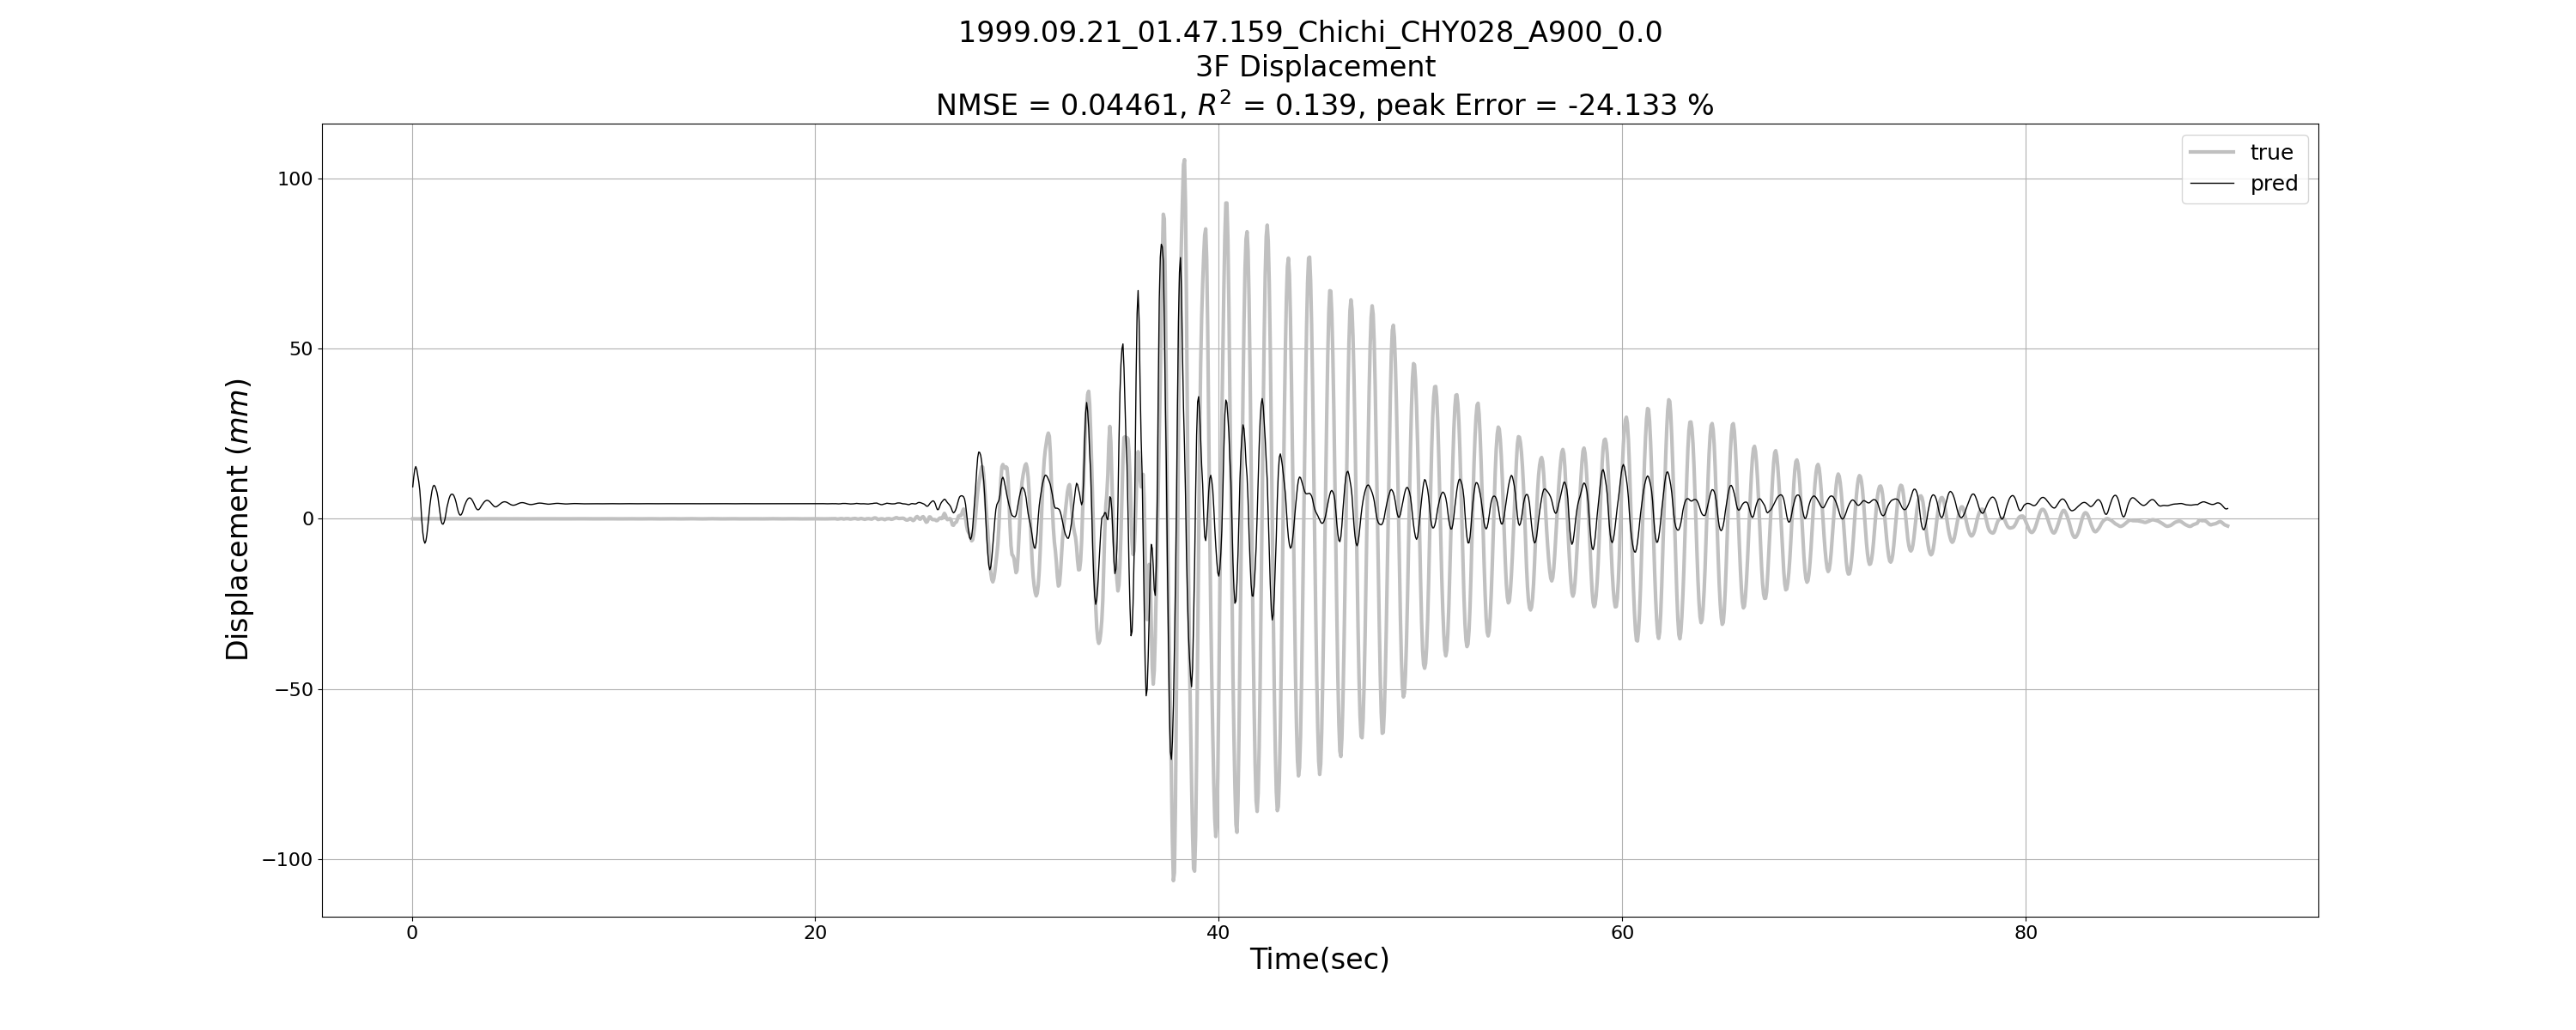 1999.09.21_01.47.159_Chichi_CHY028_A900_0.0
3F Displacement
NMSE = 0.04461, R² = 0.139, peak Error = -24.133 %
true
pred
100
50
0
−50
−100
Displacement (mm)
0 20 40 60 80
Time(sec)